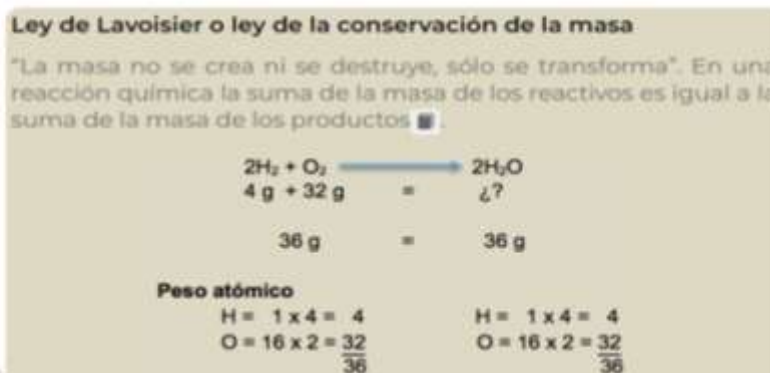 Ley de Lavoisier o ley de la conservación de la masa
"La masa no se crea ni se destruye, sólo se transforma". En una
reacción química la suma de la masa de los reactivos es igual a la
suma de la masa de los productos .
2H₂ + O₂ 2H₂O
4 g + 32 g = ¿?
36 g = 36 g
Peso atómico
H = 1 x 4 = 4 H = 1 x 4 = 4
O = 16 x 2 = 32 O = 16 x 2 = 32
36 36